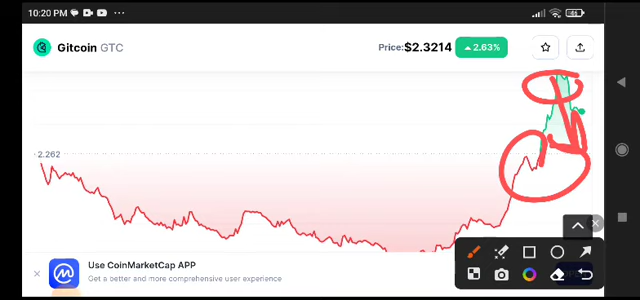 10:20 PM
Gitcoin GTC
Price: $2.3214
2.63%
2.262
Use CoinMarketCap APP
Get a better and more comprehensive user experience